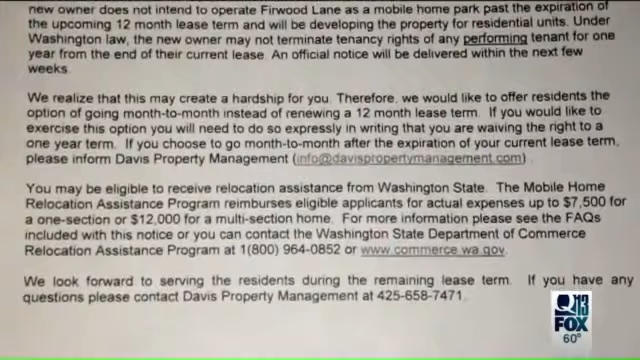 new owner does not intend to operate Firwood Lane as a mobile home park past the expiration of
the upcoming 12 month lease term and will be developing the property for residential units. Under
Washington law, the new owner may not terminate tenancy rights of any performing tenant for one
year from the end of their current lease. An official notice will be delivered within the next few
weeks.
We realize that this may create a hardship for you. Therefore, we would like to offer residents the
option of going month-to-month instead of renewing a 12 month lease term. If you would like to
exercise this option you will need to do so expressly in writing that you are waiving the right to a
one year term. If you choose to go month-to-month after the expiration of your current lease term,
please inform Davis Property Management (info@davispropertymanagement.com)
You may be eligible to receive relocation assistance from Washington State. The Mobile Home
Relocation Assistance Program reimburses eligible applicants for actual expenses up to $7,500 for
a one-section or $12,000 for a multi-section home. For more information please see the FAQs
included with this notice or you can contact the Washington State Department of Commerce
Relocation Assistance Program at 1(800) 964-0852 or www.commerce.wa.gov.
We look forward to serving the residents during the remaining lease term. If you have any
questions please contact Davis Property Management at 425-658-7471.
Q13
FOX
60°